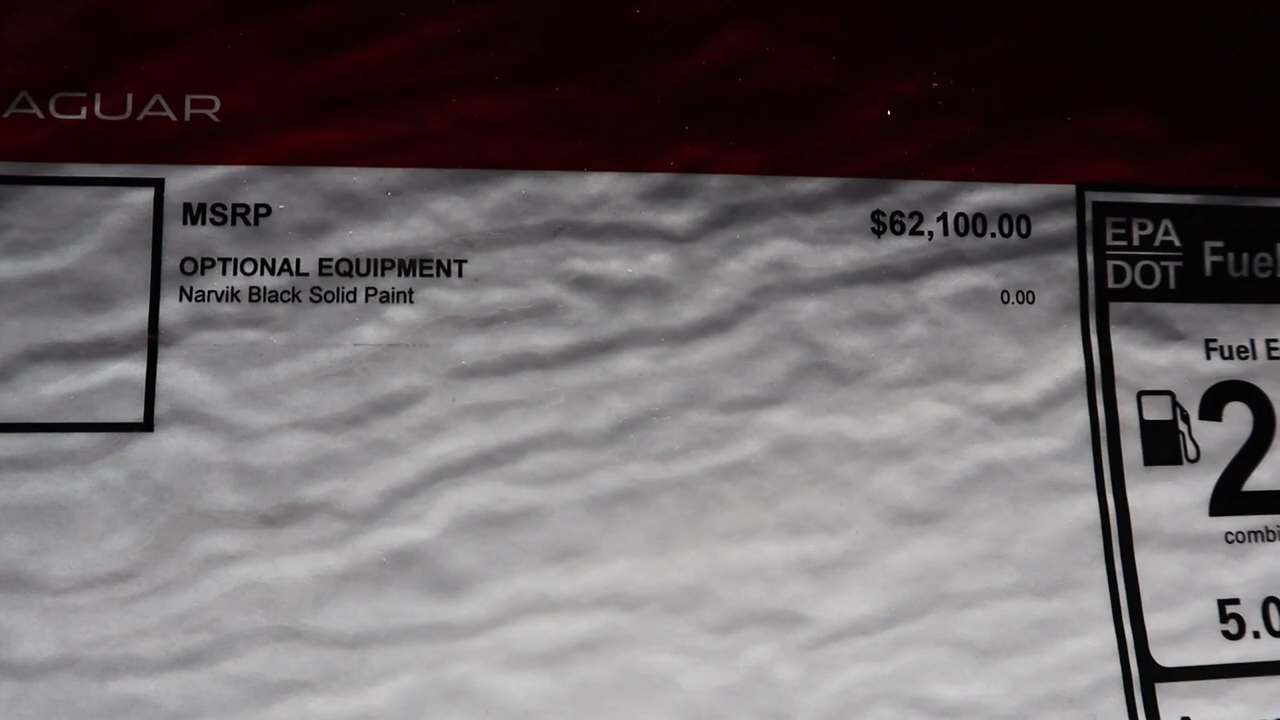 AGUAR
MSRP
$62,100.00
OPTIONAL EQUIPMENT
Narvik Black Solid Paint
0.00
EPA
DOT
Fuel
Fuel E
2
combi
5.0